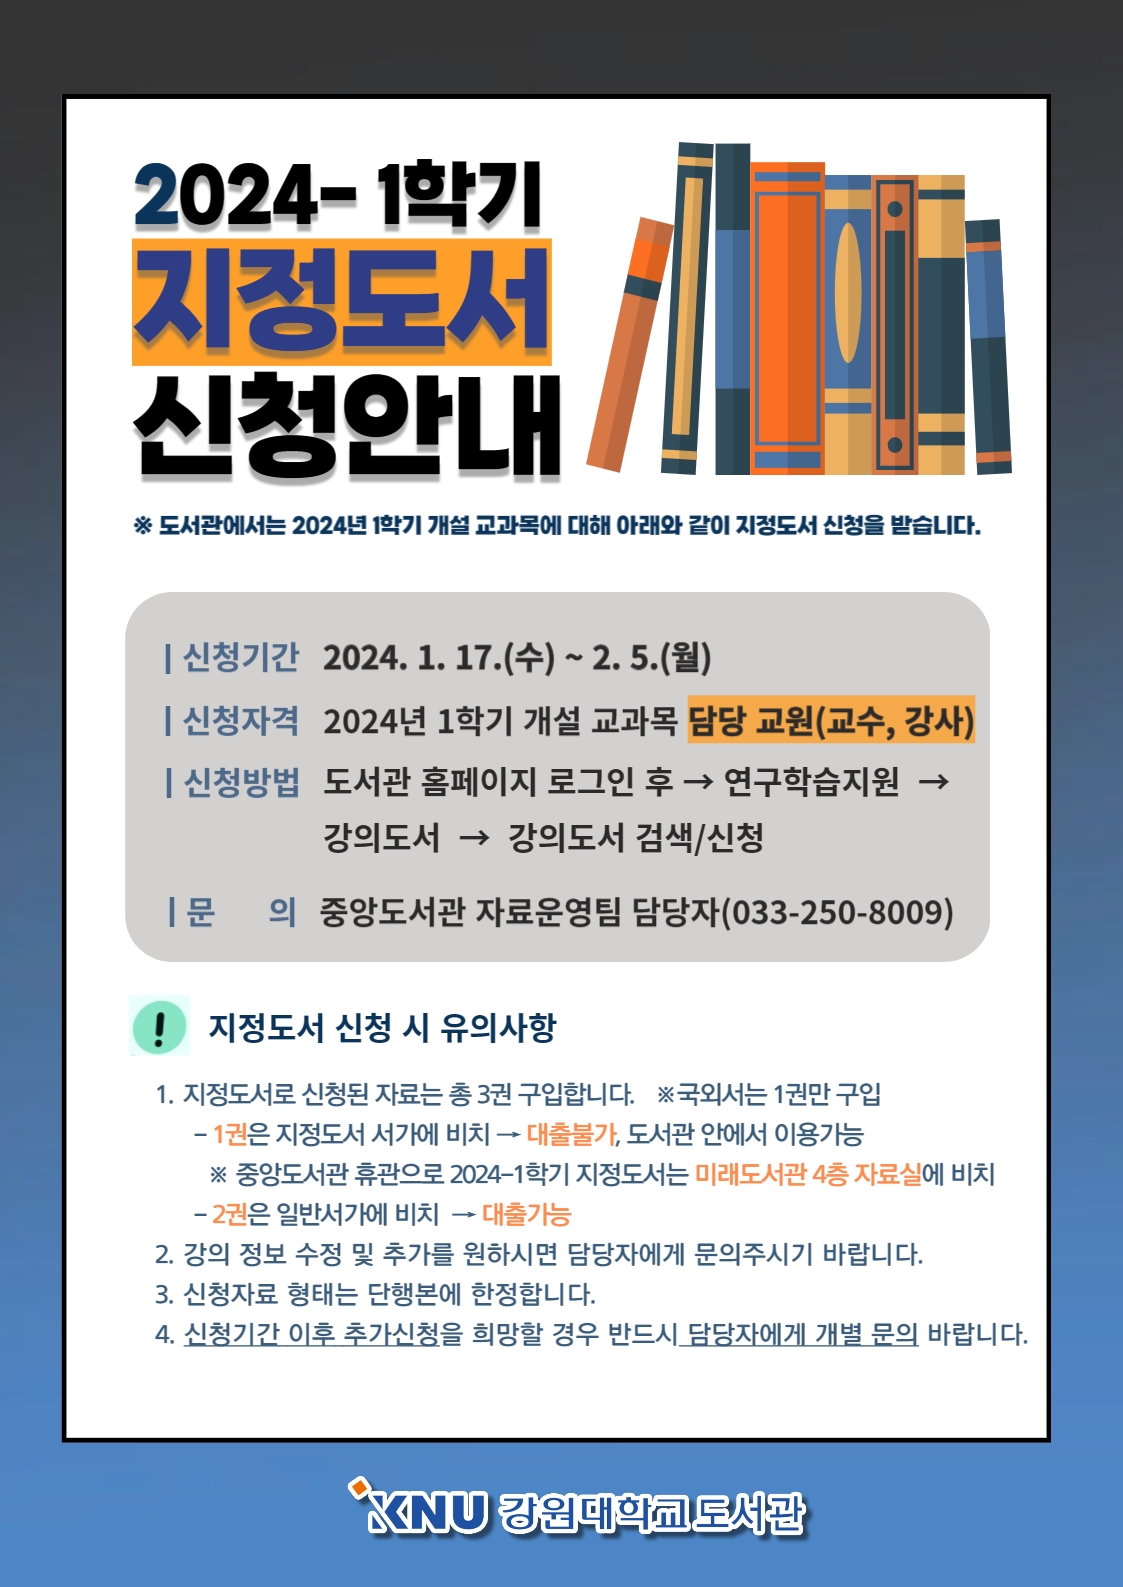 2024- 1학기
지정도서
신청안내
※ 도서관에서는 2024년 1학기 개설 교과목에 대해 아래와 같이 지정도서 신청을 받습니다.
| 신청기간 2024. 1. 17.(수) ~ 2. 5.(월)
| 신청자격 2024년 1학기 개설 교과목 담당 교원(교수, 강사)
| 신청방법 도서관 홈페이지 로그인 후 → 연구학습지원 →
강의도서 → 강의도서 검색/신청
| 문 의 중앙도서관 자료운영팀 담당자(033-250-8009)
! 지정도서 신청 시 유의사항
1. 지정도서로 신청된 자료는 총 3권 구입합니다. ※국외서는 1권만 구입
- 1권은 지정도서 서가에 비치 → 대출불가, 도서관 안에서 이용가능
※ 중앙도서관 휴관으로 2024-1학기 지정도서는 미래도서관 4층 자료실에 비치
- 2권은 일반서가에 비치 → 대출가능
2. 강의 정보 수정 및 추가를 원하시면 담당자에게 문의주시기 바랍니다.
3. 신청자료 형태는 단행본에 한정합니다.
4. 신청기간 이후 추가신청을 희망할 경우 반드시 담당자에게 개별 문의 바랍니다.
KNU 강원대학교 도서관